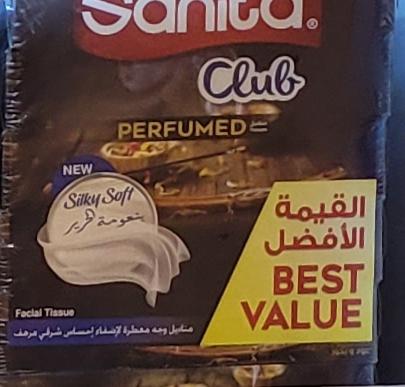 Sanita®
Club
PERFUMED معطر
NEW
Silky Soft
بنعومة الحرير
القيمة
الأفضل
BEST
VALUE
Facial Tissue
مناديل وجه معطرة لإضفاء إحساس شرقي مرهف